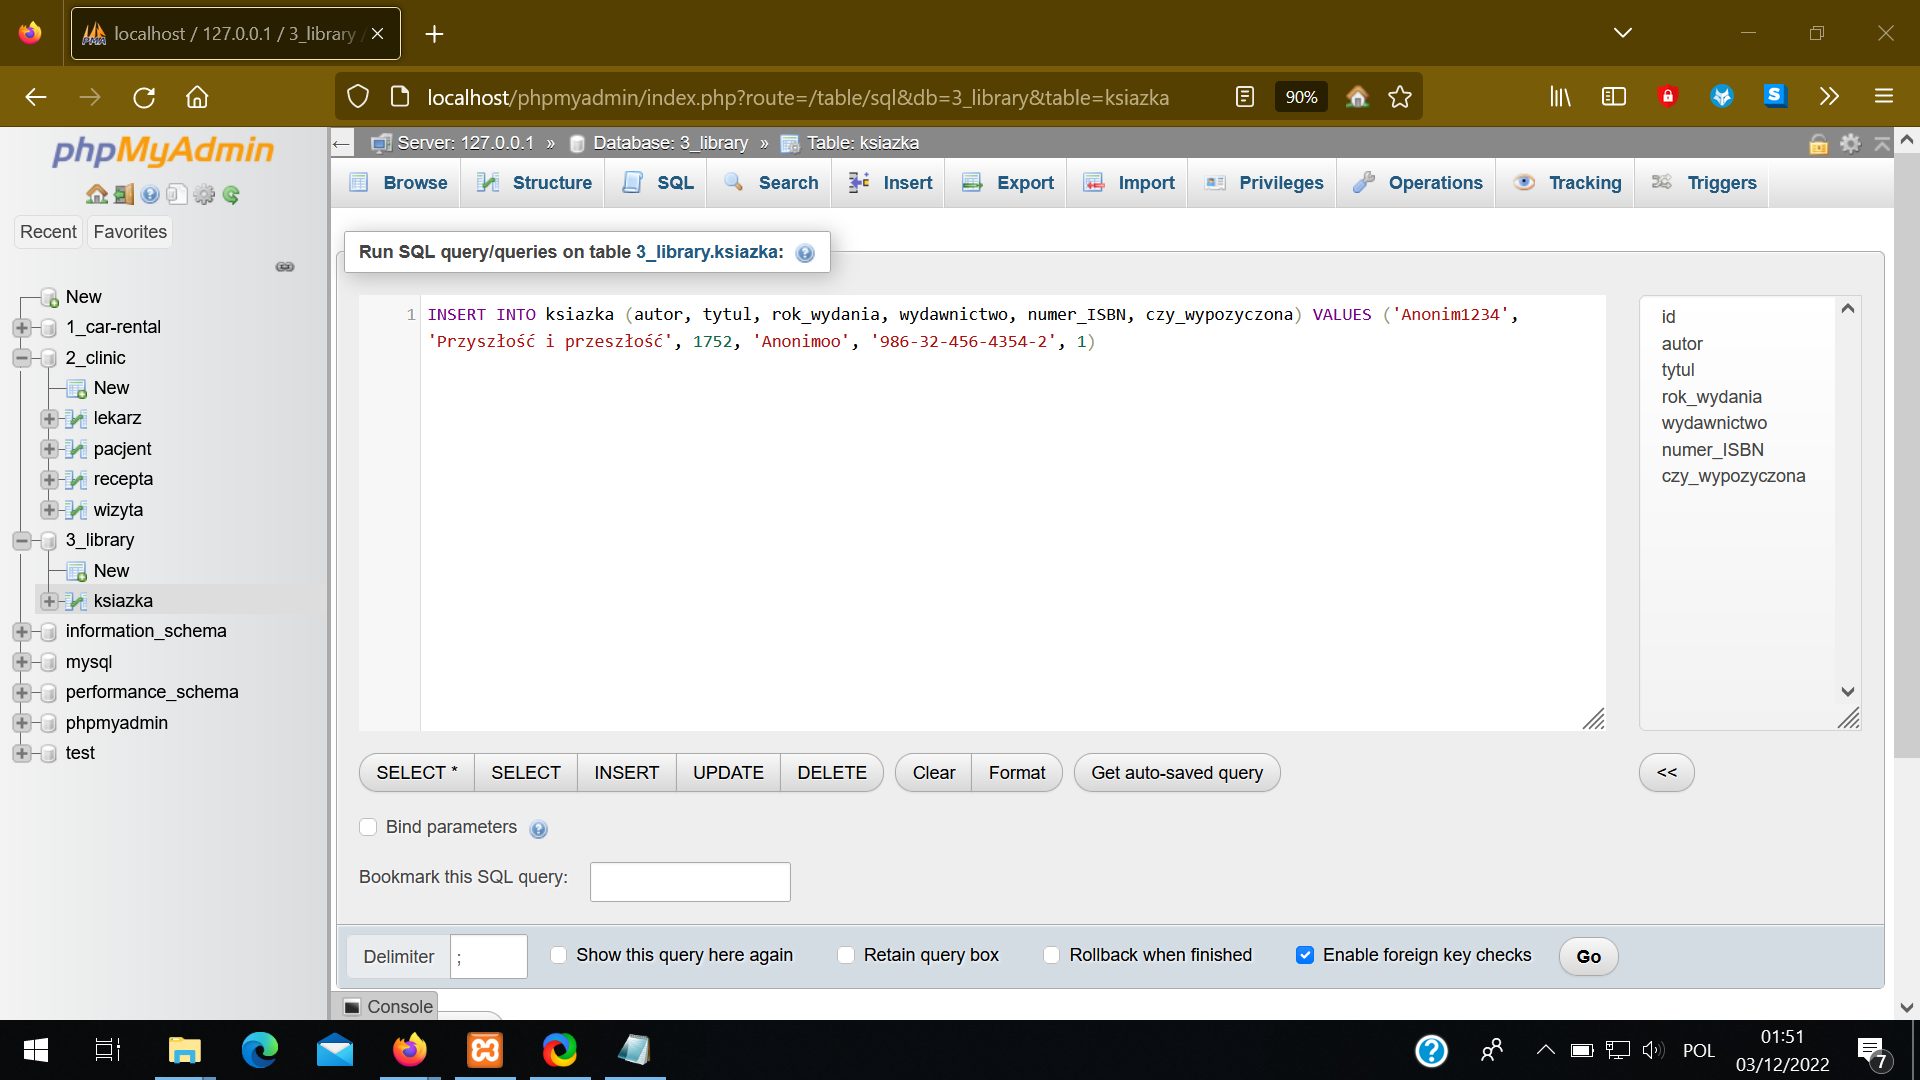 localhost / 127.0.0.1 / 3_library /
localhost/phpmyadmin/index.php?route=/table/sql&db=3_library&table=ksiazka
90%
phpMyAdmin
Recent
Favorites
New
1_car-rental
2_clinic
New
lekarz
pacjent
recepta
wizyta
3_library
New
ksiazka
information_schema
mysql
performance_schema
phpmyadmin
test
Server: 127.0.0.1 » Database: 3_library » Table: ksiazka
Browse Structure SQL Search Insert Export Import Privileges Operations Tracking Triggers
Run SQL query/queries on table 3_library.ksiazka:
1 INSERT INTO ksiazka (autor, tytul, rok_wydania, wydawnictwo, numer_ISBN, czy_wypozyczona) VALUES ('Anonim1234',
'Przyszłość i przeszłość', 1752, 'Anonimoo', '986-32-456-4354-2', 1)
id
autor
tytul
rok_wydania
wydawnictwo
numer_ISBN
czy_wypozyczona
SELECT * SELECT INSERT UPDATE DELETE Clear Format Get auto-saved query <<
Bind parameters
Bookmark this SQL query:
Delimiter ; Show this query here again Retain query box Rollback when finished Enable foreign key checks Go
Console
POL
01:51
03/12/2022
7